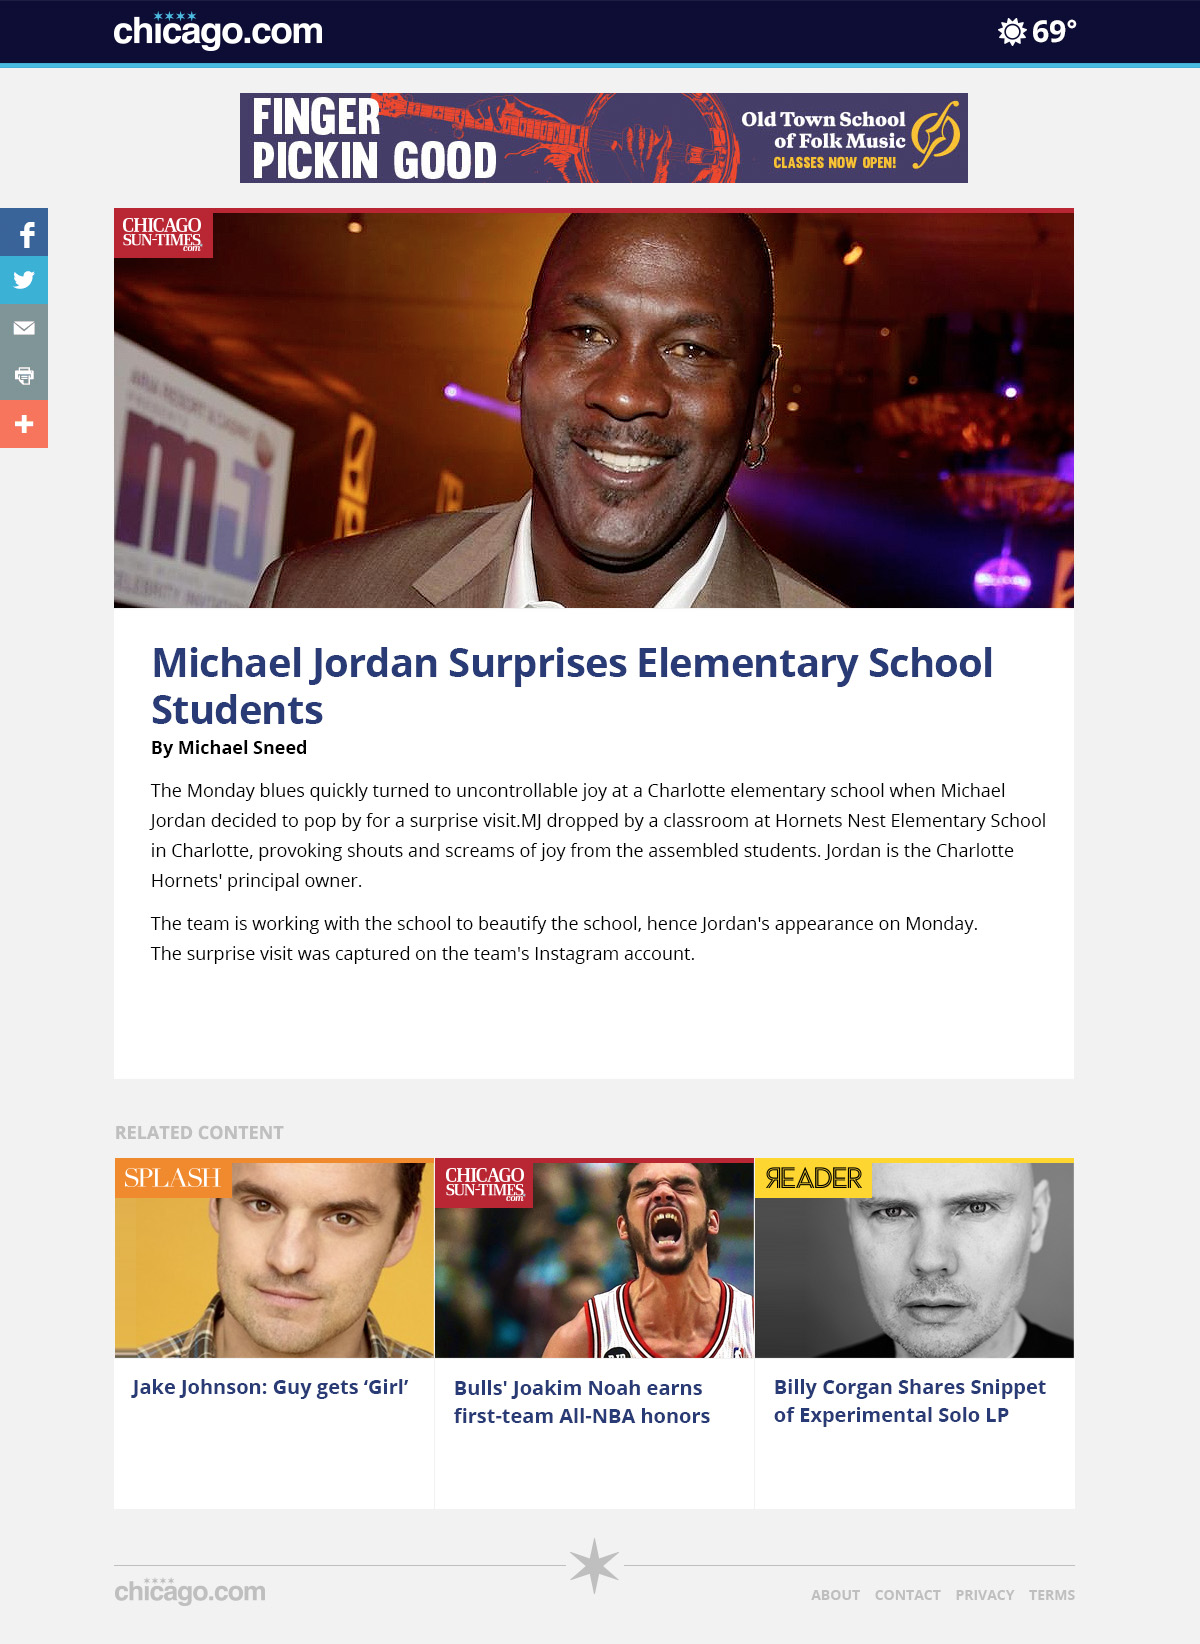 chicago.com
69°
FINGER
PICKIN GOOD
Old Town School
of Folk Music
CLASSES NOW OPEN!
CHICAGO
SUN-TIMES
.com
PRESENTS
MJ
CELEBRITY INVITATIONAL
Michael Jordan Surprises Elementary School
Students
By Michael Sneed
The Monday blues quickly turned to uncontrollable joy at a Charlotte elementary school when Michael
Jordan decided to pop by for a surprise visit.MJ dropped by a classroom at Hornets Nest Elementary School
in Charlotte, provoking shouts and screams of joy from the assembled students. Jordan is the Charlotte
Hornets' principal owner.
The team is working with the school to beautify the school, hence Jordan's appearance on Monday.
The surprise visit was captured on the team's Instagram account.
RELATED CONTENT
SPLASH
CHICAGO
SUN-TIMES
.com
READER
Jake Johnson: Guy gets ‘Girl’
Bulls' Joakim Noah earns
first-team All-NBA honors
Billy Corgan Shares Snippet
of Experimental Solo LP
chicago.com
ABOUT CONTACT PRIVACY TERMS